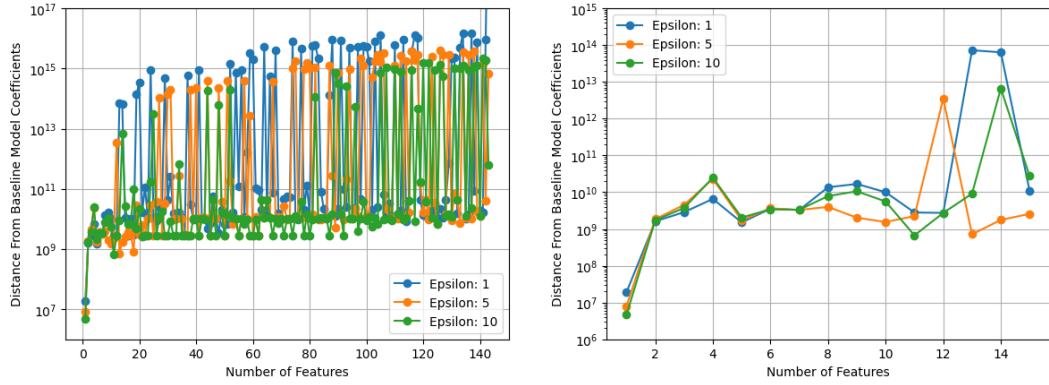 10^17
10^15
10^13
10^11
10^9
10^7
Distance From Baseline Model Coefficients
0 20 40 60 80 100 120 140
Number of Features
Epsilon: 1
Epsilon: 5
Epsilon: 10
10^15
10^14
10^13
10^12
10^11
10^10
10^9
10^8
10^7
10^6
Distance From Baseline Model Coefficients
2 4 6 8 10 12 14
Number of Features
Epsilon: 1
Epsilon: 5
Epsilon: 10